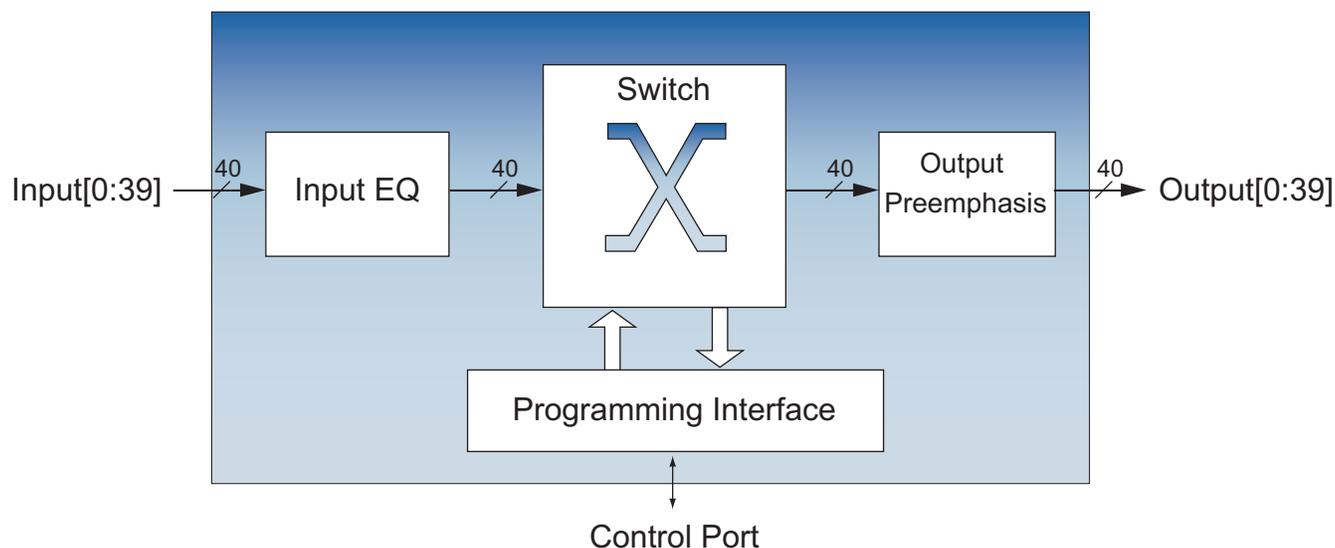 Switch
Input[0:39]
40
Input EQ
40
40
Output
Preemphasis
40
Output[0:39]
Programming Interface
Control Port